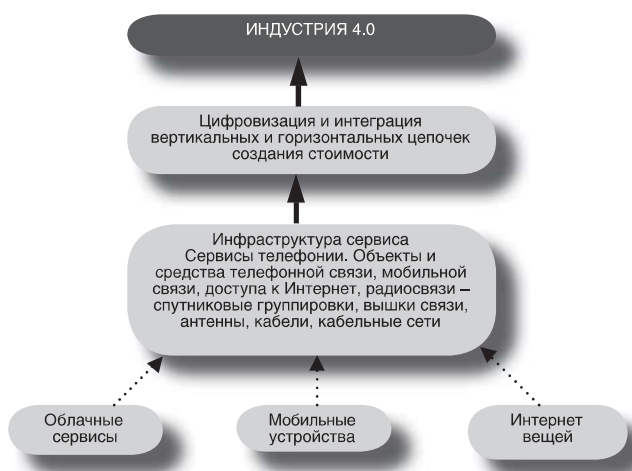 ИНДУСТРИЯ 4.0
Цифровизация и интеграция
вертикальных и горизонтальных цепочек
создания стоимости
Инфраструктура сервиса
Сервисы телефонии. Объекты и
средства телефонной связи, мобильной
связи, доступа к Интернет, радиосвязи –
спутниковые группировки, вышки связи,
антенны, кабели, кабельные сети
Облачные
сервисы
Мобильные
устройства
Интернет
вещей